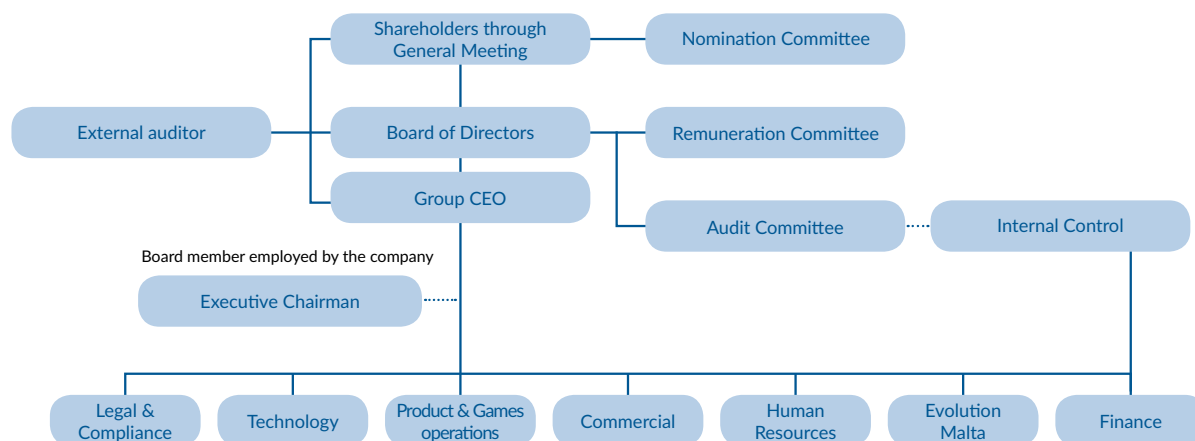 Shareholders through
General Meeting
Nomination Committee
External auditor
Board of Directors
Remuneration Committee
Group CEO
Audit Committee
Internal Control
Board member employed by the company
Executive Chairman
Legal &
Compliance
Technology
Product & Games
operations
Commercial
Human
Resources
Evolution
Malta
Finance